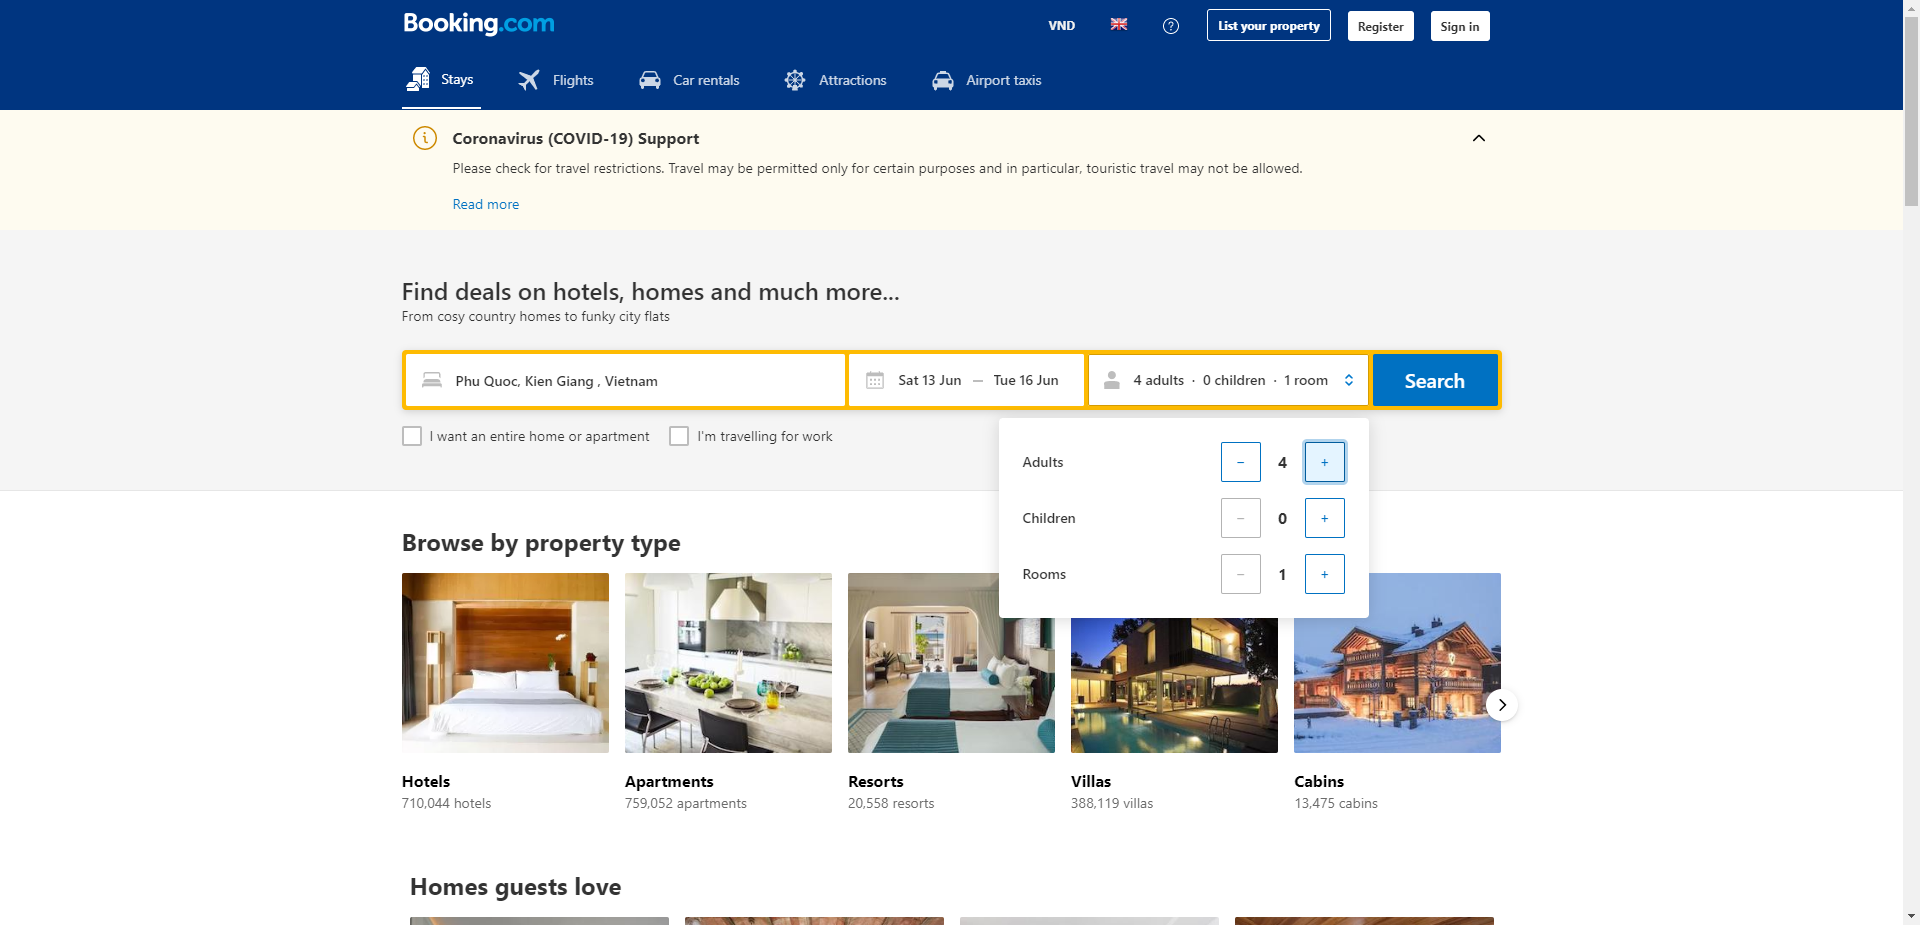 Booking.com
VND
List your property
Register
Sign in
Stays
Flights
Car rentals
Attractions
Airport taxis
Coronavirus (COVID-19) Support
Please check for travel restrictions. Travel may be permitted only for certain purposes and in particular, touristic travel may not be allowed.
Read more
Find deals on hotels, homes and much more...
From cosy country homes to funky city flats
Phu Quoc, Kien Giang , Vietnam
Sat 13 Jun — Tue 16 Jun
4 adults · 0 children · 1 room
Search
I want an entire home or apartment
I'm travelling for work
Adults
− 4 +
Children
− 0 +
Rooms
− 1 +
Browse by property type
Hotels
710,044 hotels
Apartments
759,052 apartments
Resorts
20,558 resorts
Villas
388,119 villas
Cabins
13,475 cabins
Homes guests love